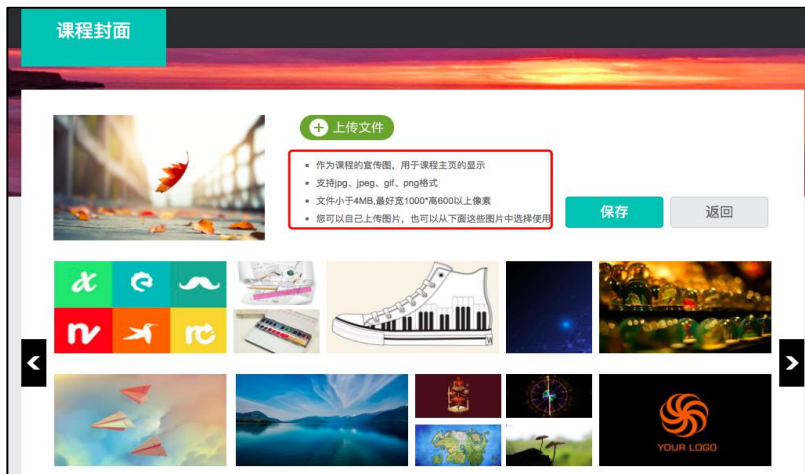 课程封面
上传文件
作为课程的宣传图，用于课程主页的显示
支持jpg、jpeg、gif、png格式
文件小于4MB,最好宽1000*高600以上像素
您可以自己上传图片，也可以从下面这些图片中选择使用
保存
返回
YOUR LOGO